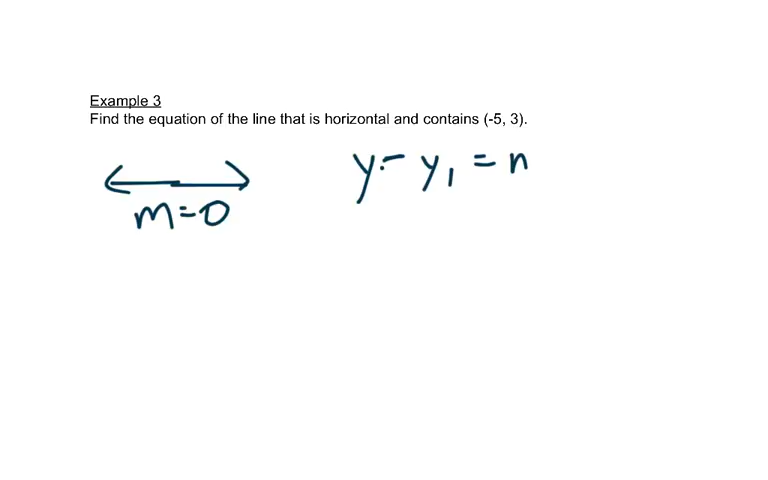 Example 3
Find the equation of the line that is horizontal and contains (-5, 3).
y - y₁ = n
m=0